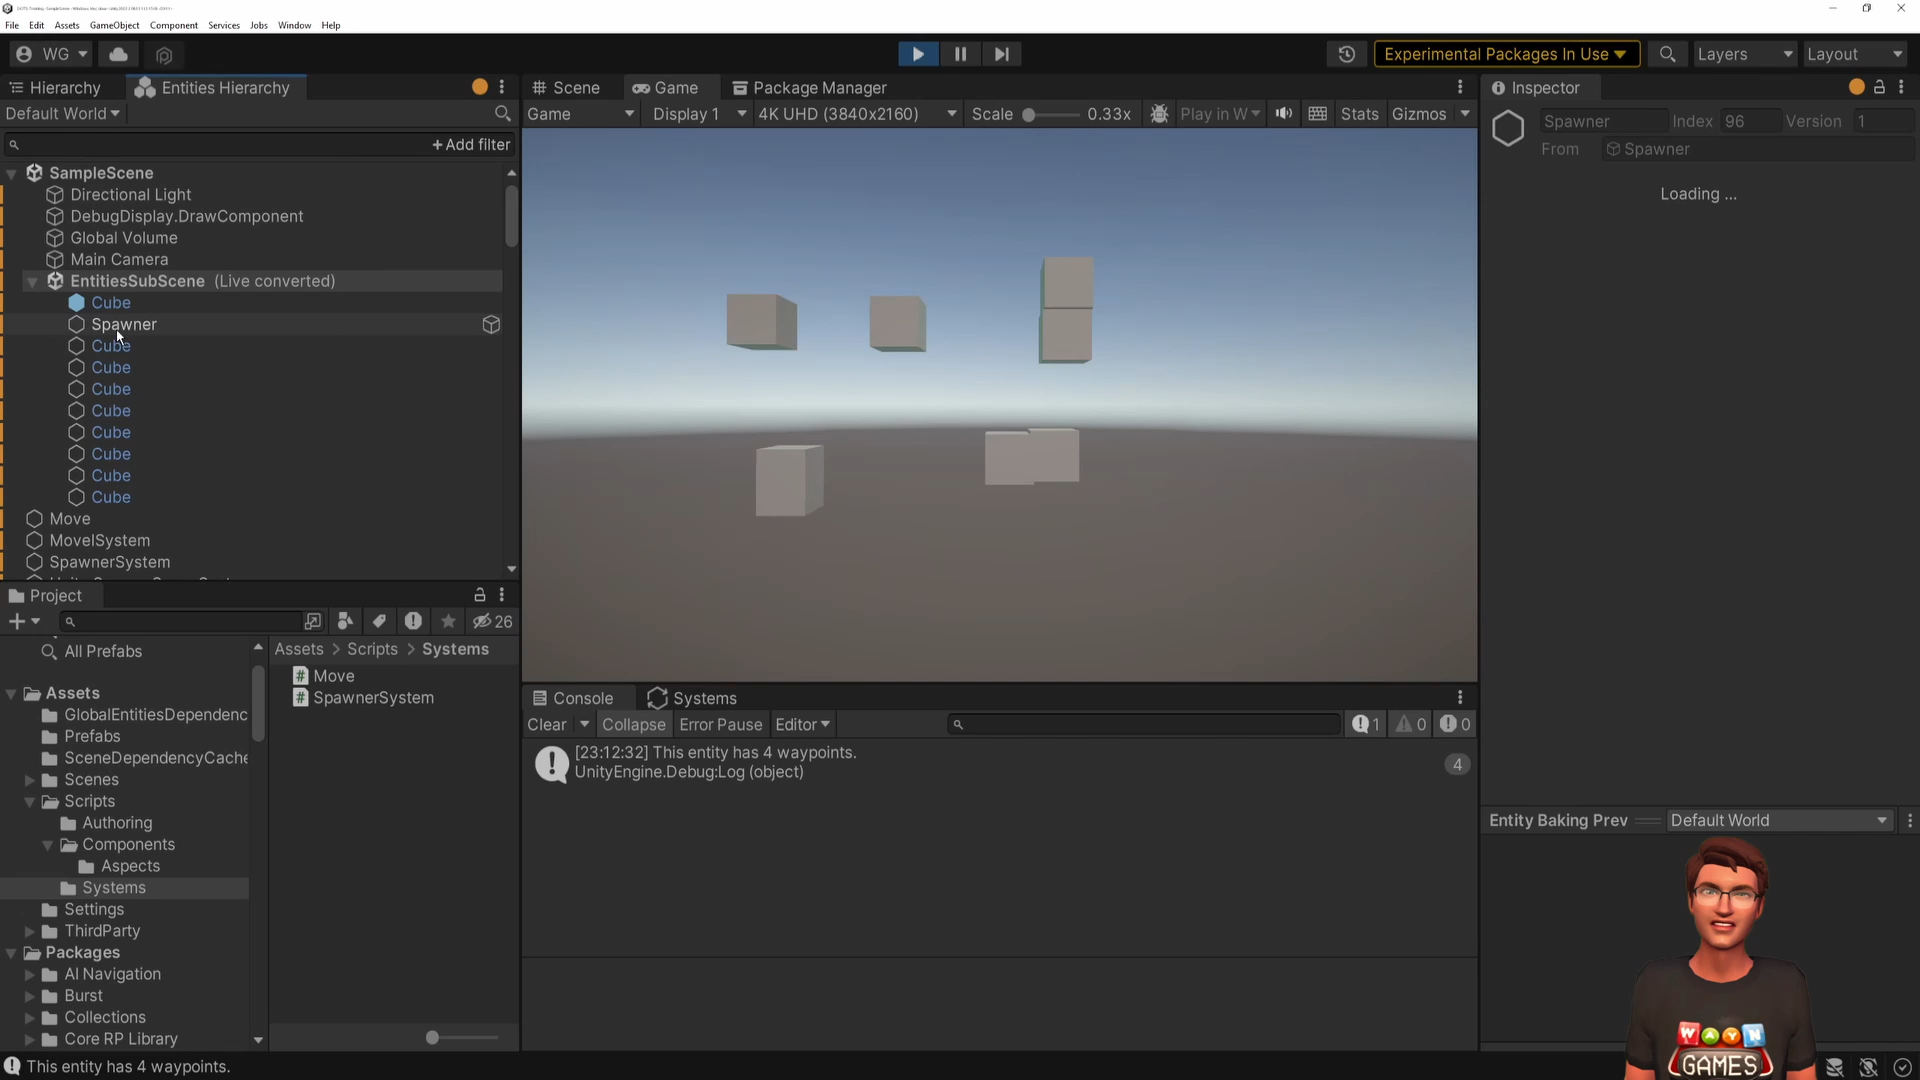 File Edit Assets GameObject Component Services Jobs Window Help
WG
Experimental Packages In Use
Layers
Layout
Hierarchy
Entities Hierarchy
Default World
+ Add filter
SampleScene
Directional Light
DebugDisplay.DrawComponent
Global Volume
Main Camera
EntitiesSubScene (Live converted)
Cube
Spawner
Cube
Cube
Cube
Cube
Cube
Cube
Cube
Cube
Move
MoveISystem
SpawnerSystem
Scene
Game
Package Manager
Game
Display 1
4K UHD (3840x2160)
Scale 0.33x
Play in W
Stats
Gizmos
Inspector
Spawner Index 96 Version 1
From Spawner
Loading ...
Project
26
All Prefabs
Assets
GlobalEntitiesDependenc
Prefabs
SceneDependencyCache
Scenes
Scripts
Authoring
Components
Aspects
Systems
Settings
ThirdParty
Packages
AI Navigation
Burst
Collections
Core RP Library
Assets > Scripts > Systems
Move
SpawnerSystem
Console
Systems
Clear
Collapse
Error Pause
Editor
1 0 0
[23:12:32] This entity has 4 waypoints.
UnityEngine.Debug:Log (object)
4
Entity Baking Prev
Default World
WAYN
GAMES
This entity has 4 waypoints.